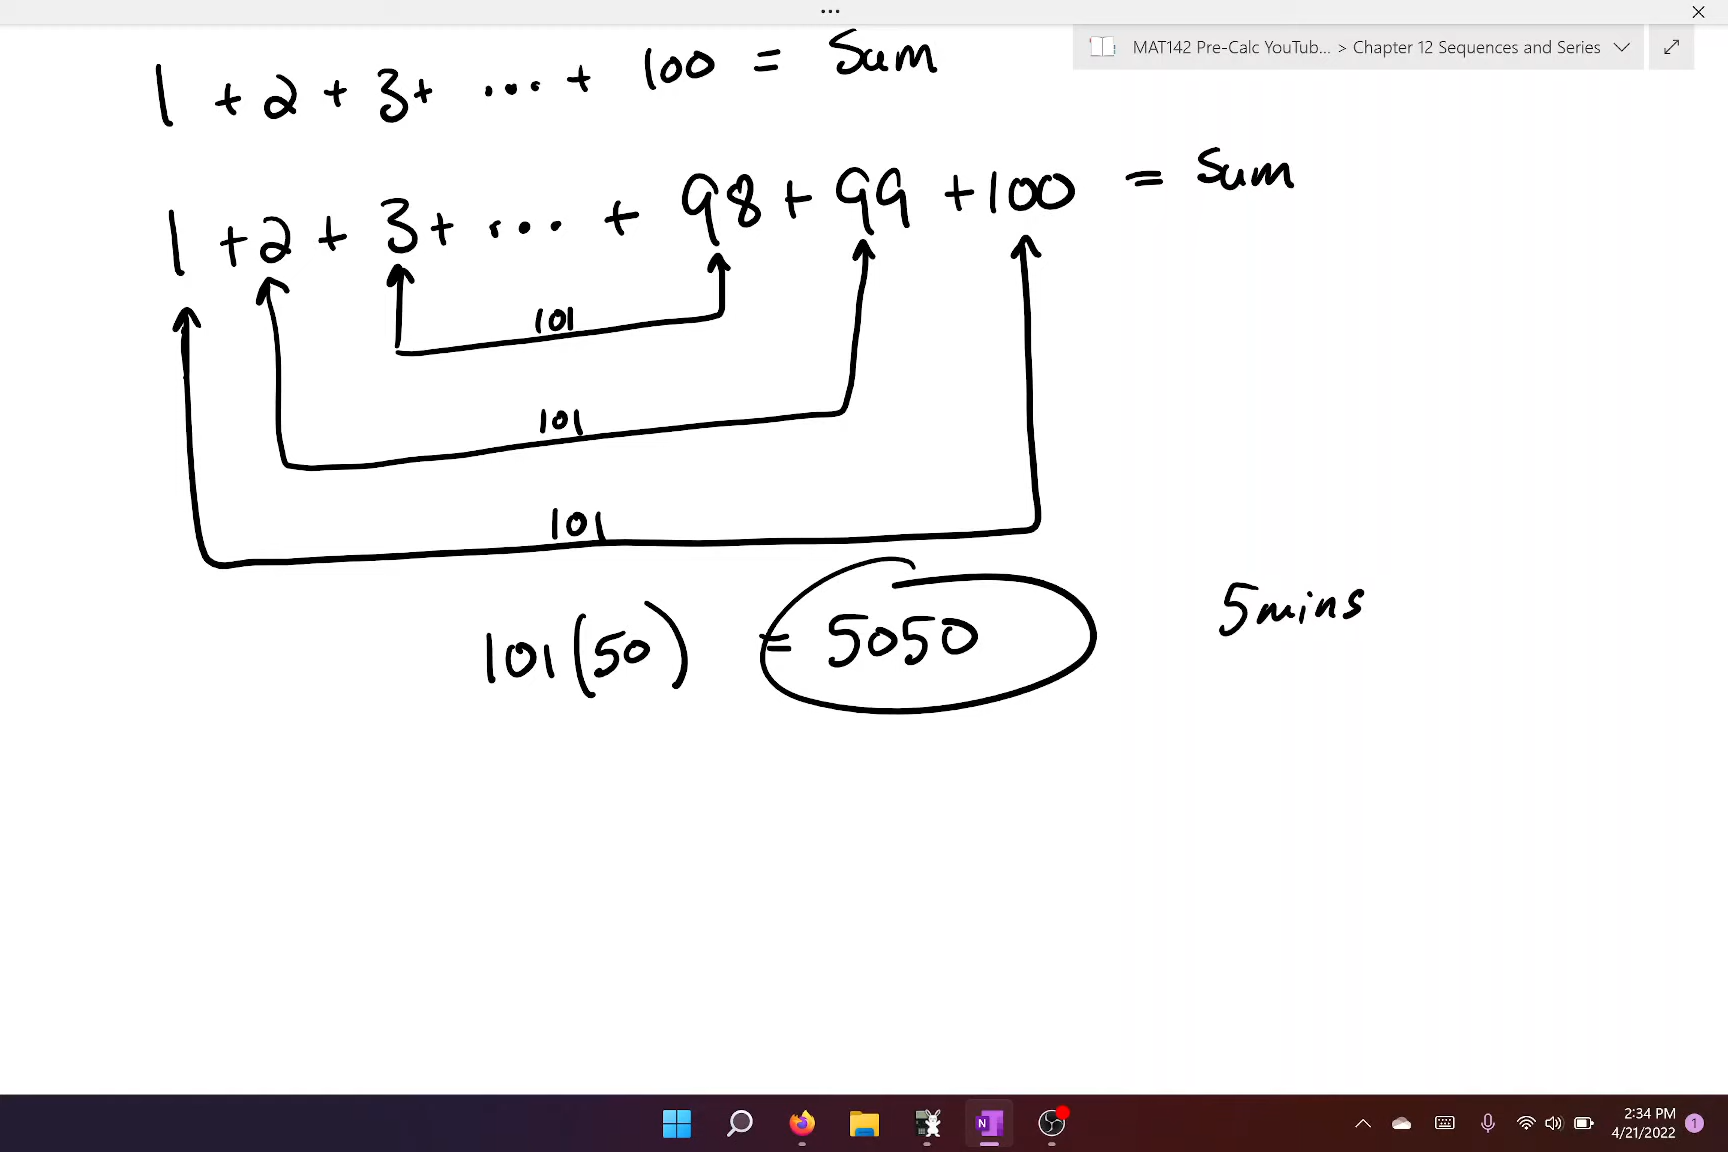 ...
MAT142 Pre-Calc YouTub... > Chapter 12 Sequences and Series
1 + 2 + 3 + ... + 100 = Sum
1 + 2 + 3 + ... + 98 + 99 + 100 = Sum
101
101
101
101(50) = 5050
5 mins
2:34 PM
4/21/2022
1